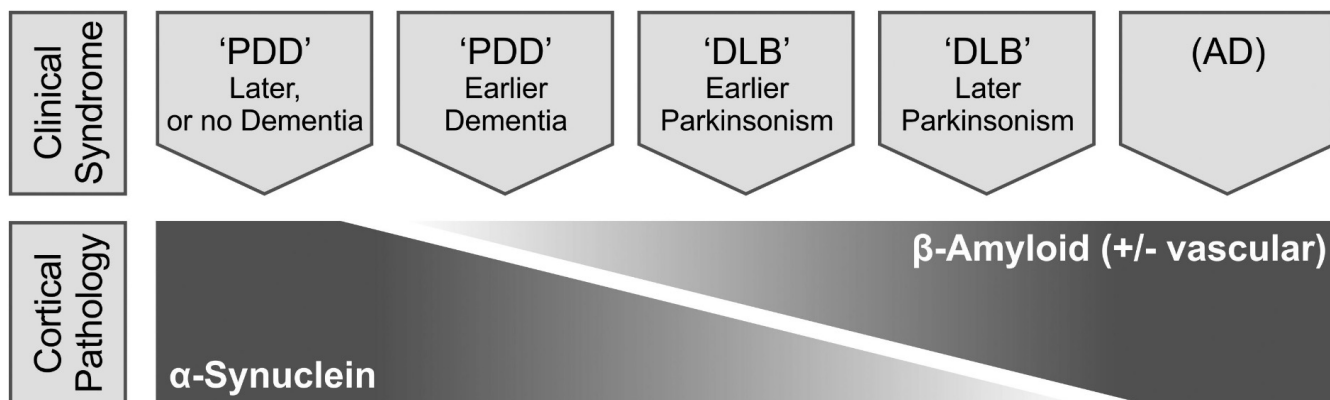 Clinical
Syndrome
‘PDD’
Later,
or no Dementia
‘PDD’
Earlier
Dementia
‘DLB’
Earlier
Parkinsonism
‘DLB’
Later
Parkinsonism
(AD)
Cortical
Pathology
β-Amyloid (+/- vascular)
α-Synuclein